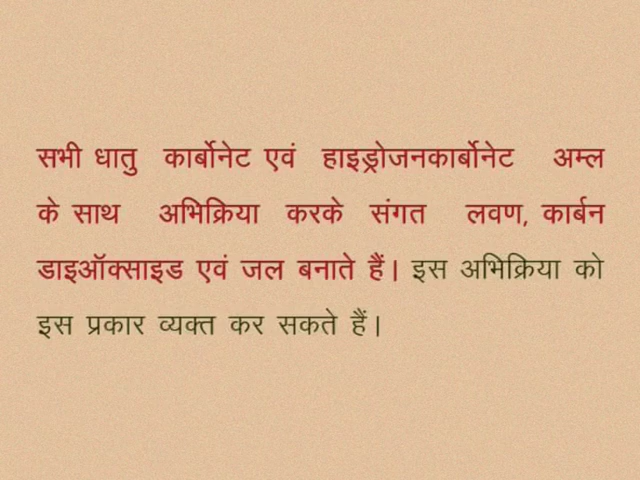 सभी धातु कार्बोनेट एवं हाइड्रोजनकार्बोनेट अम्ल
के साथ अभिक्रिया करके संगत लवण, कार्बन
डाइऑक्साइड एवं जल बनाते हैं। इस अभिक्रिया को
इस प्रकार व्यक्त कर सकते हैं।